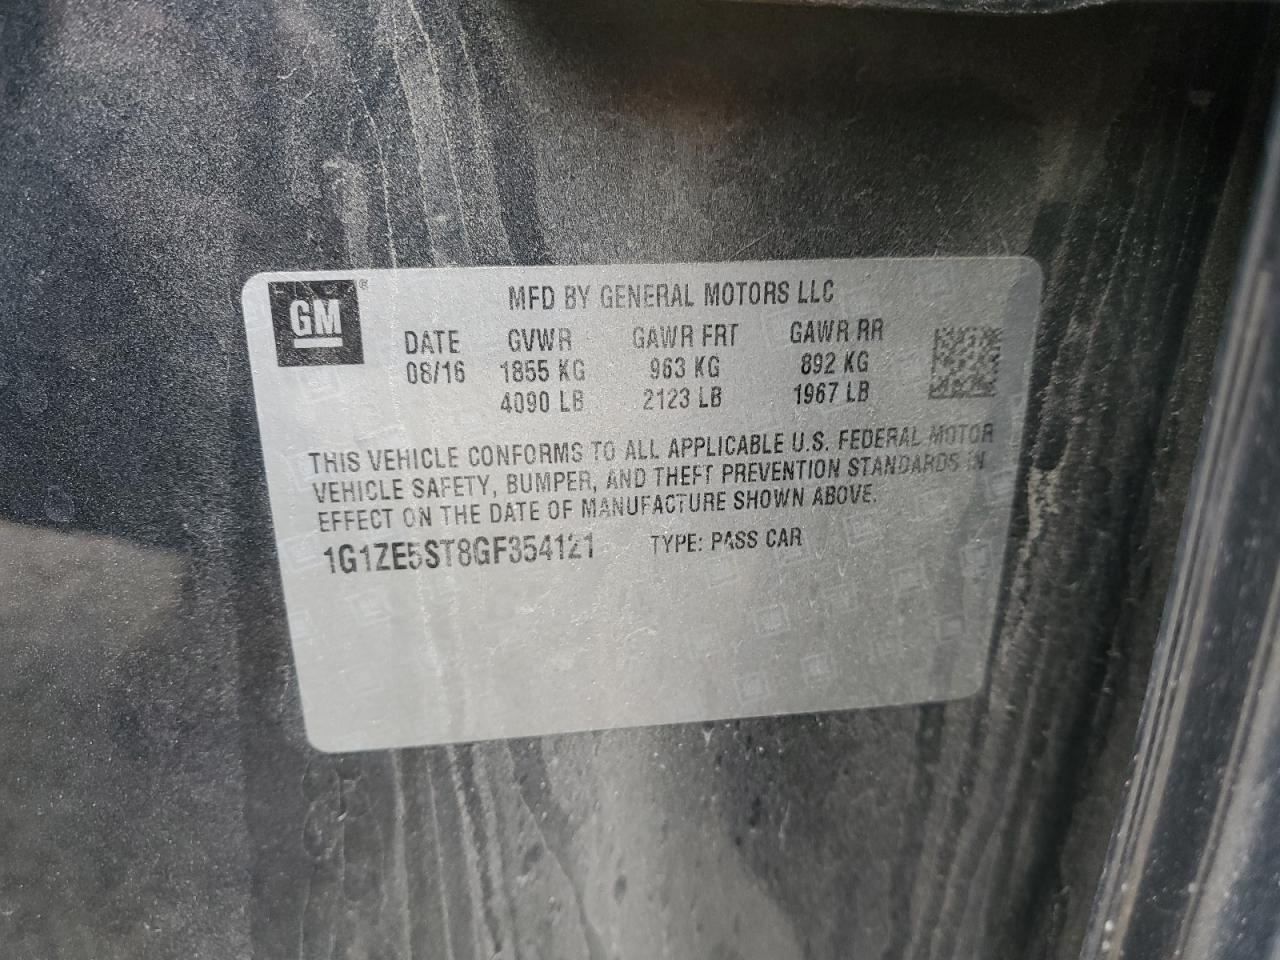 GM®
MFD BY GENERAL MOTORS LLC
DATE GVWR GAWR FRT GAWR RR
08/16 1855 KG 963 KG 892 KG
4090 LB 2123 LB 1967 LB
THIS VEHICLE CONFORMS TO ALL APPLICABLE U.S. FEDERAL MOTOR
VEHICLE SAFETY, BUMPER, AND THEFT PREVENTION STANDARDS IN
EFFECT ON THE DATE OF MANUFACTURE SHOWN ABOVE.
1G1ZE5ST8GF354121 TYPE: PASS CAR